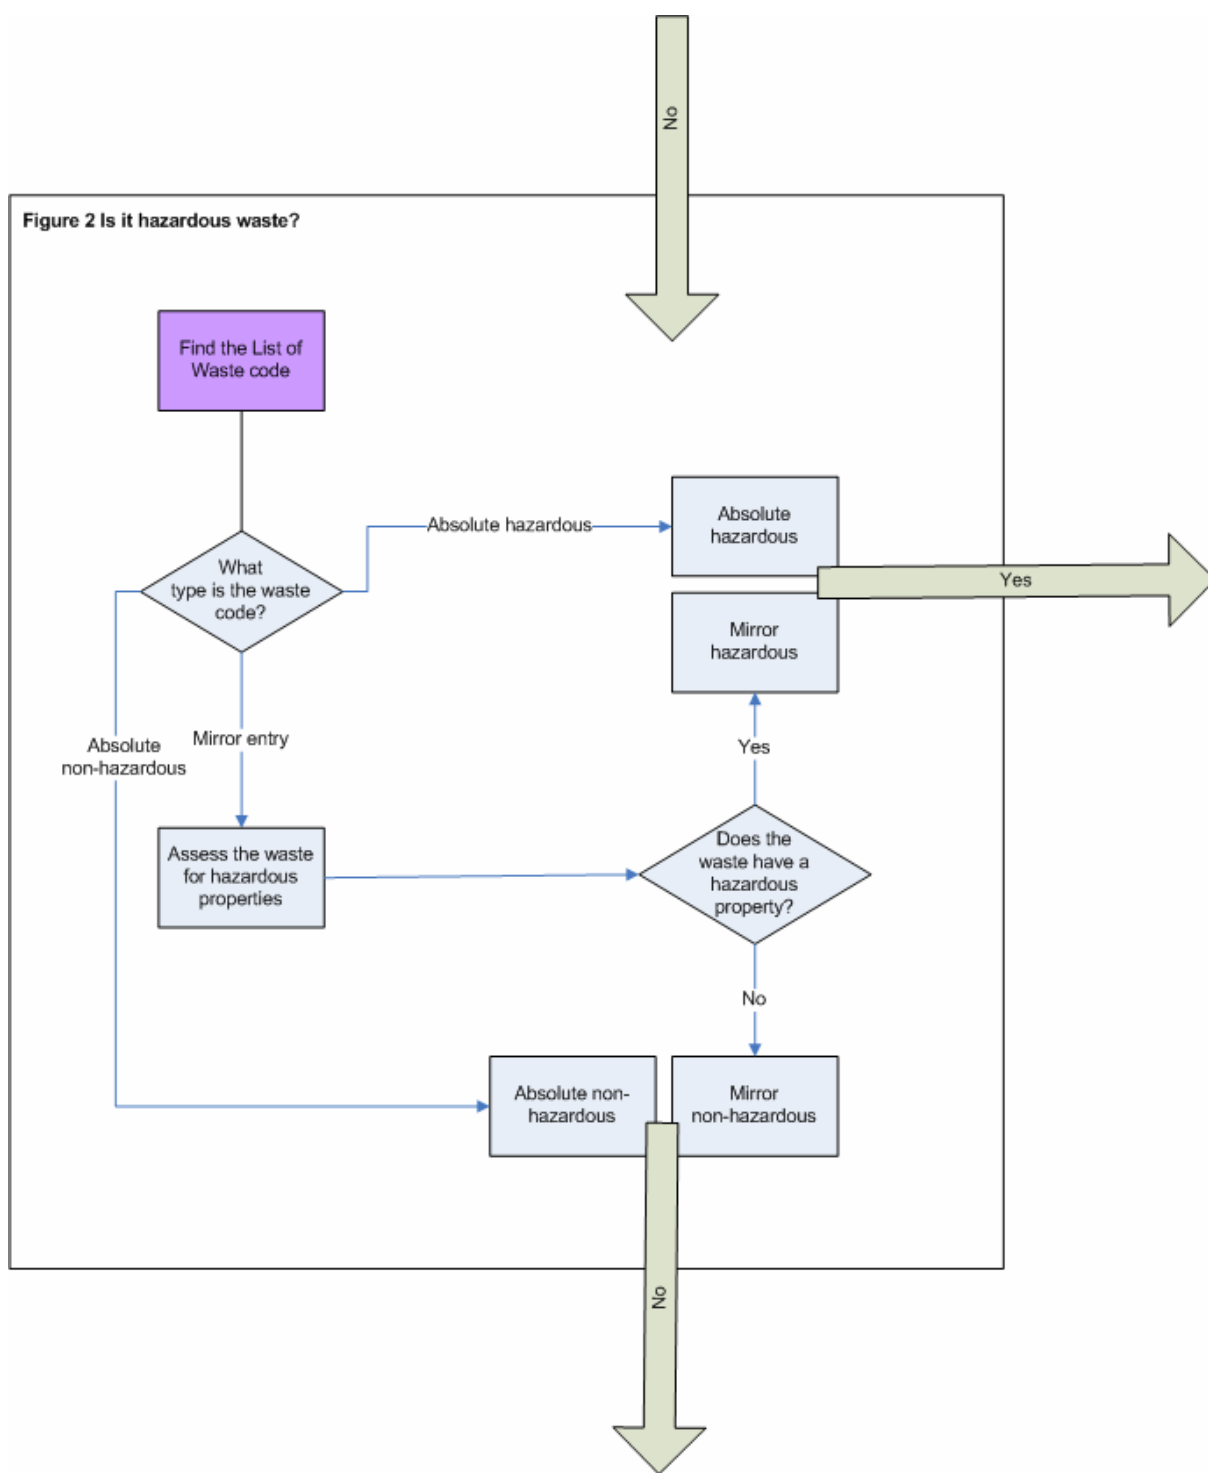 No
Figure 2 Is it hazardous waste?
Find the List of
Waste code
What
type is the waste
code?
Absolute hazardous
Absolute
hazardous
Yes
Mirror
hazardous
Absolute
non-hazardous
Mirror entry
Yes
Assess the waste
for hazardous
properties
Does the
waste have a
hazardous
property?
No
Absolute non-
hazardous
Mirror
non-hazardous
No